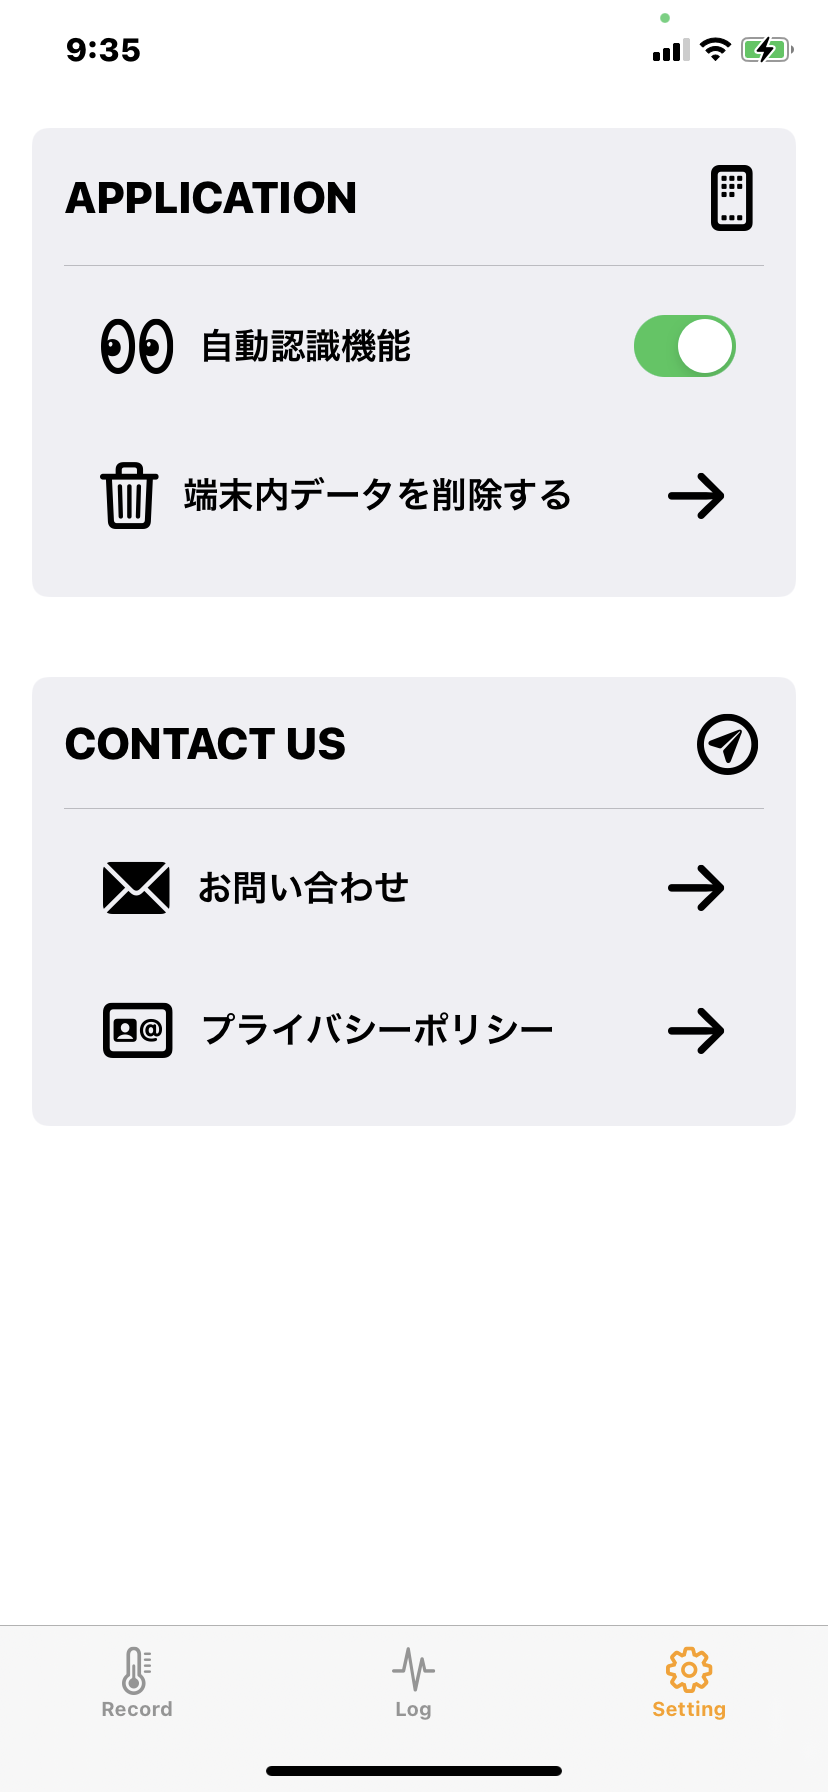 9:35
APPLICATION
自動認識機能
端末内データを削除する
CONTACT US
お問い合わせ
@
プライバシーポリシー
Record
Log
Setting